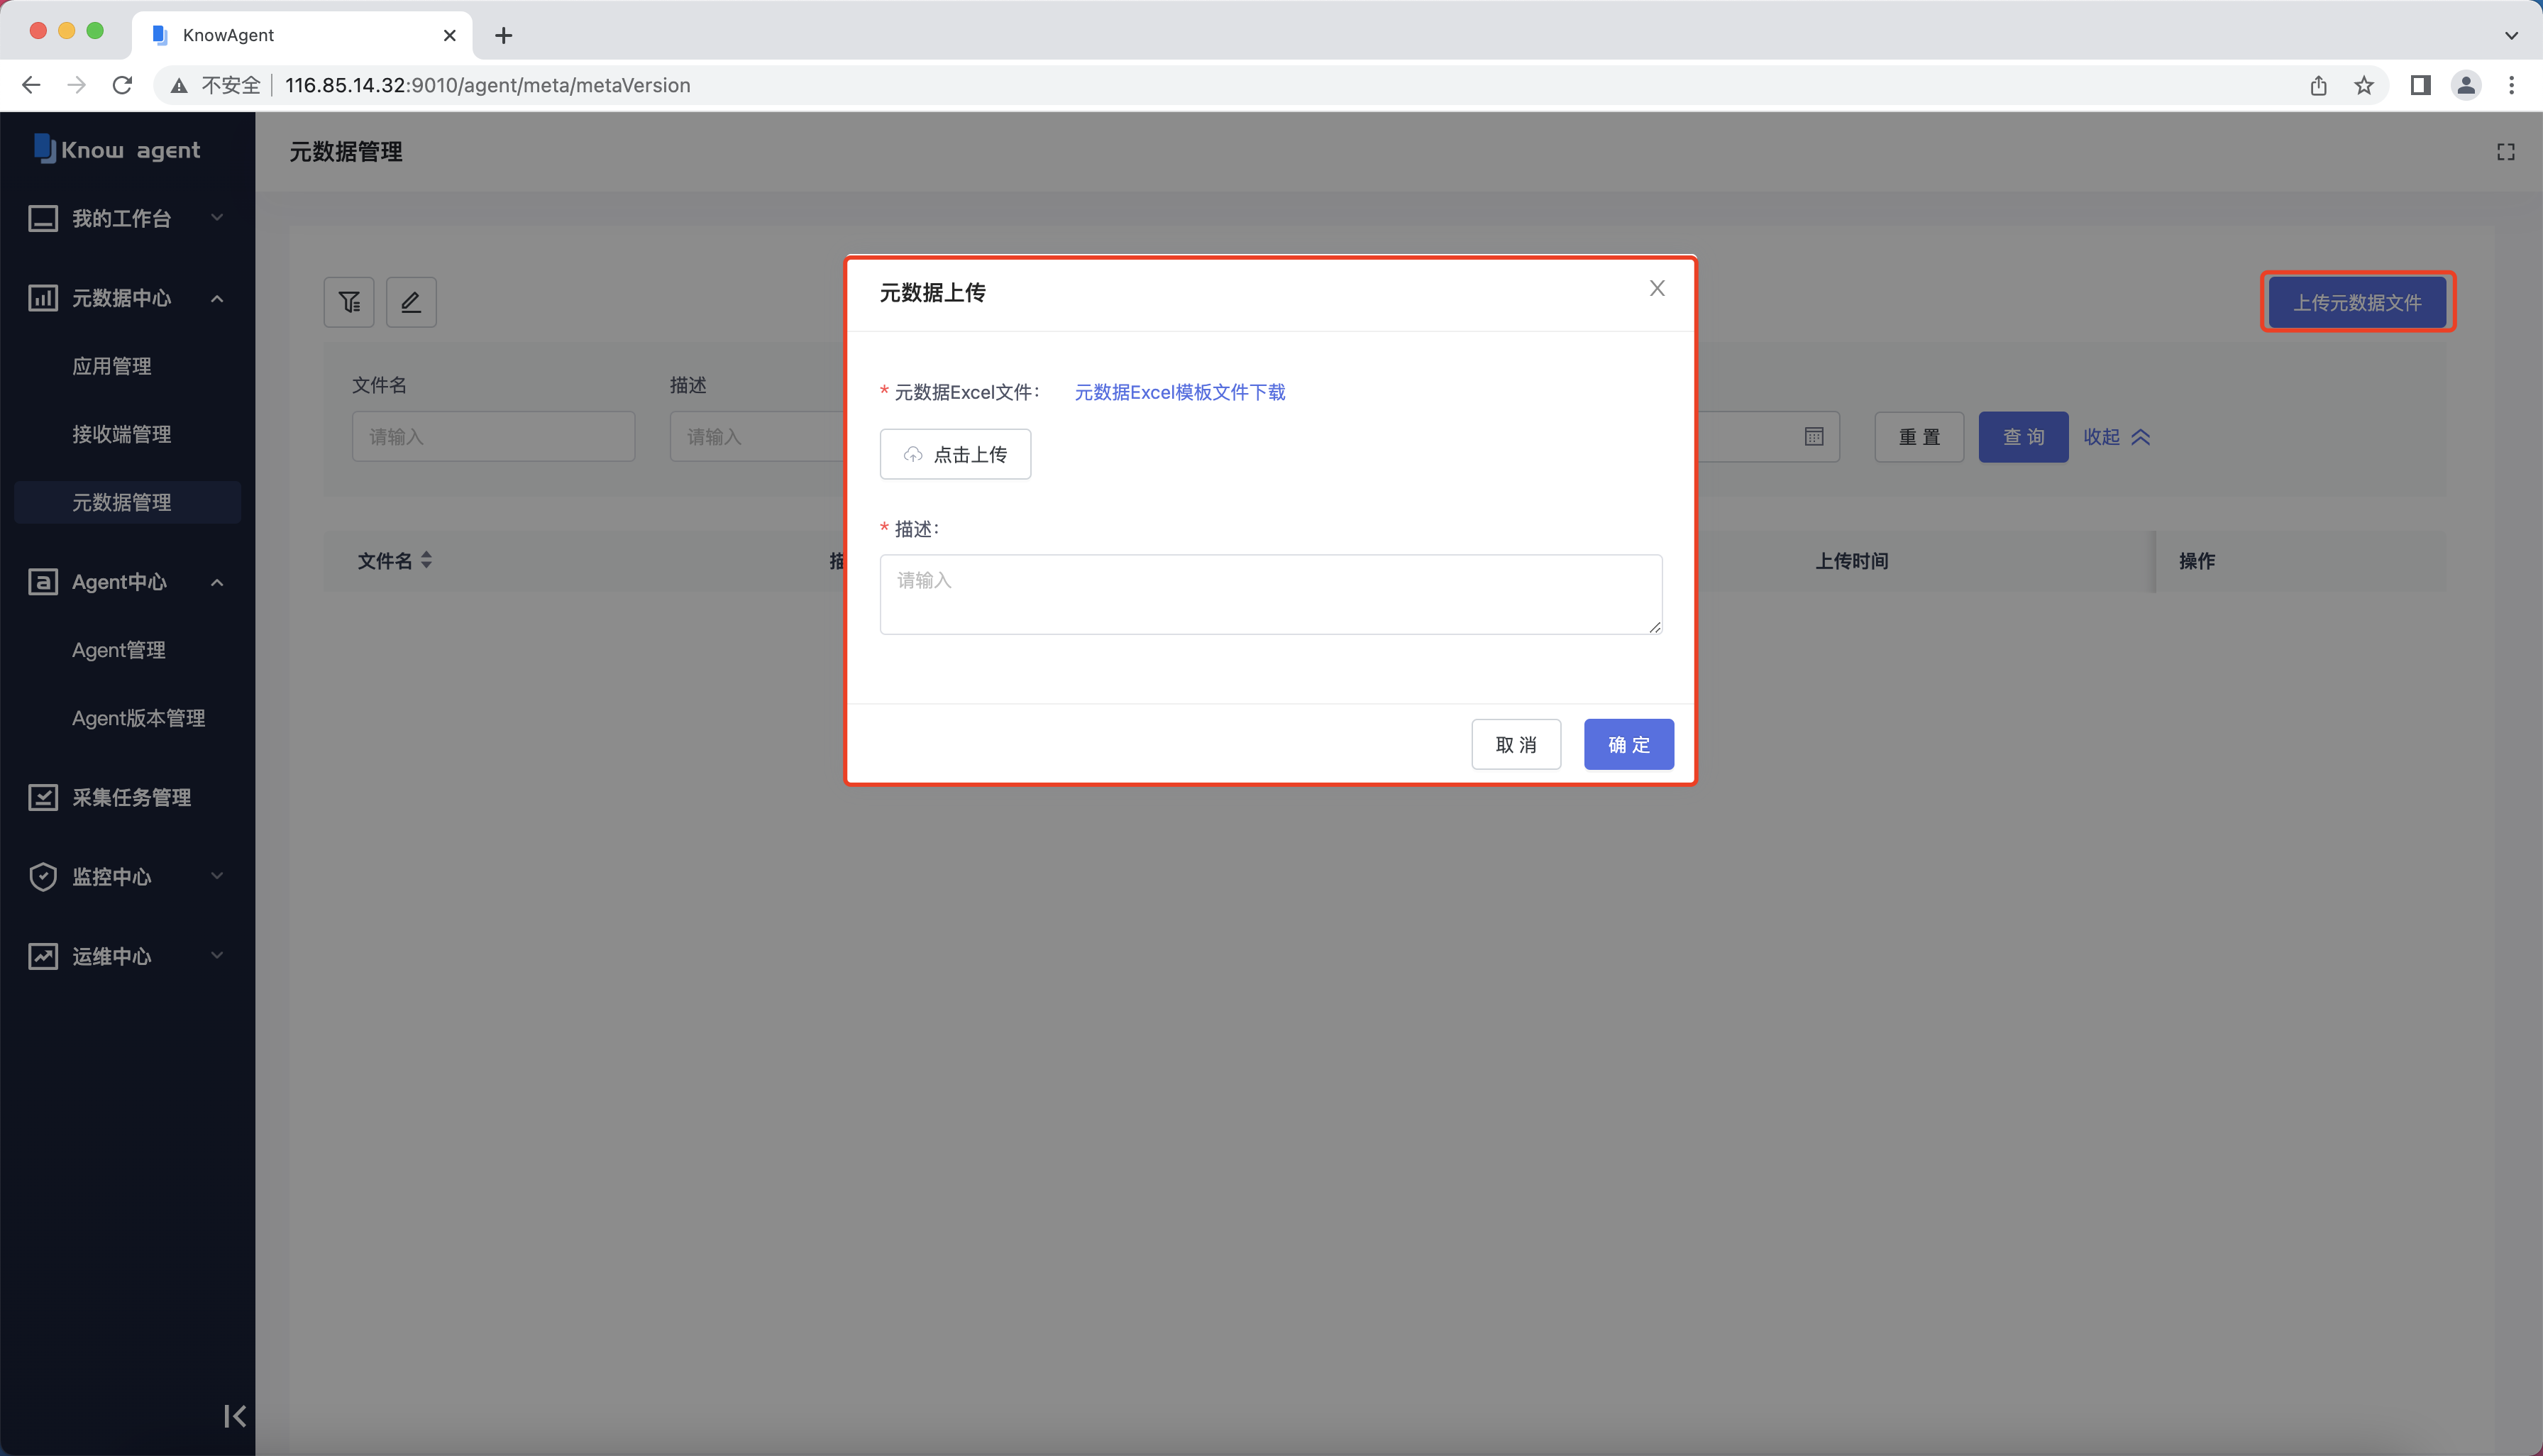 KnowAgent
不安全 116.85.14.32:9010/agent/meta/metaVersion
Know agent
我的工作台
元数据中心
应用管理
接收端管理
元数据管理
Agent中心
Agent管理
Agent版本管理
采集任务管理
监控中心
运维中心
元数据管理
上传元数据文件
文件名
请输入
描述
请输入
重 置
查 询
收起
文件名
描
上传时间
操作
元数据上传
* 元数据Excel文件: 元数据Excel模板文件下载
点击上传
* 描述:
请输入
取 消
确 定